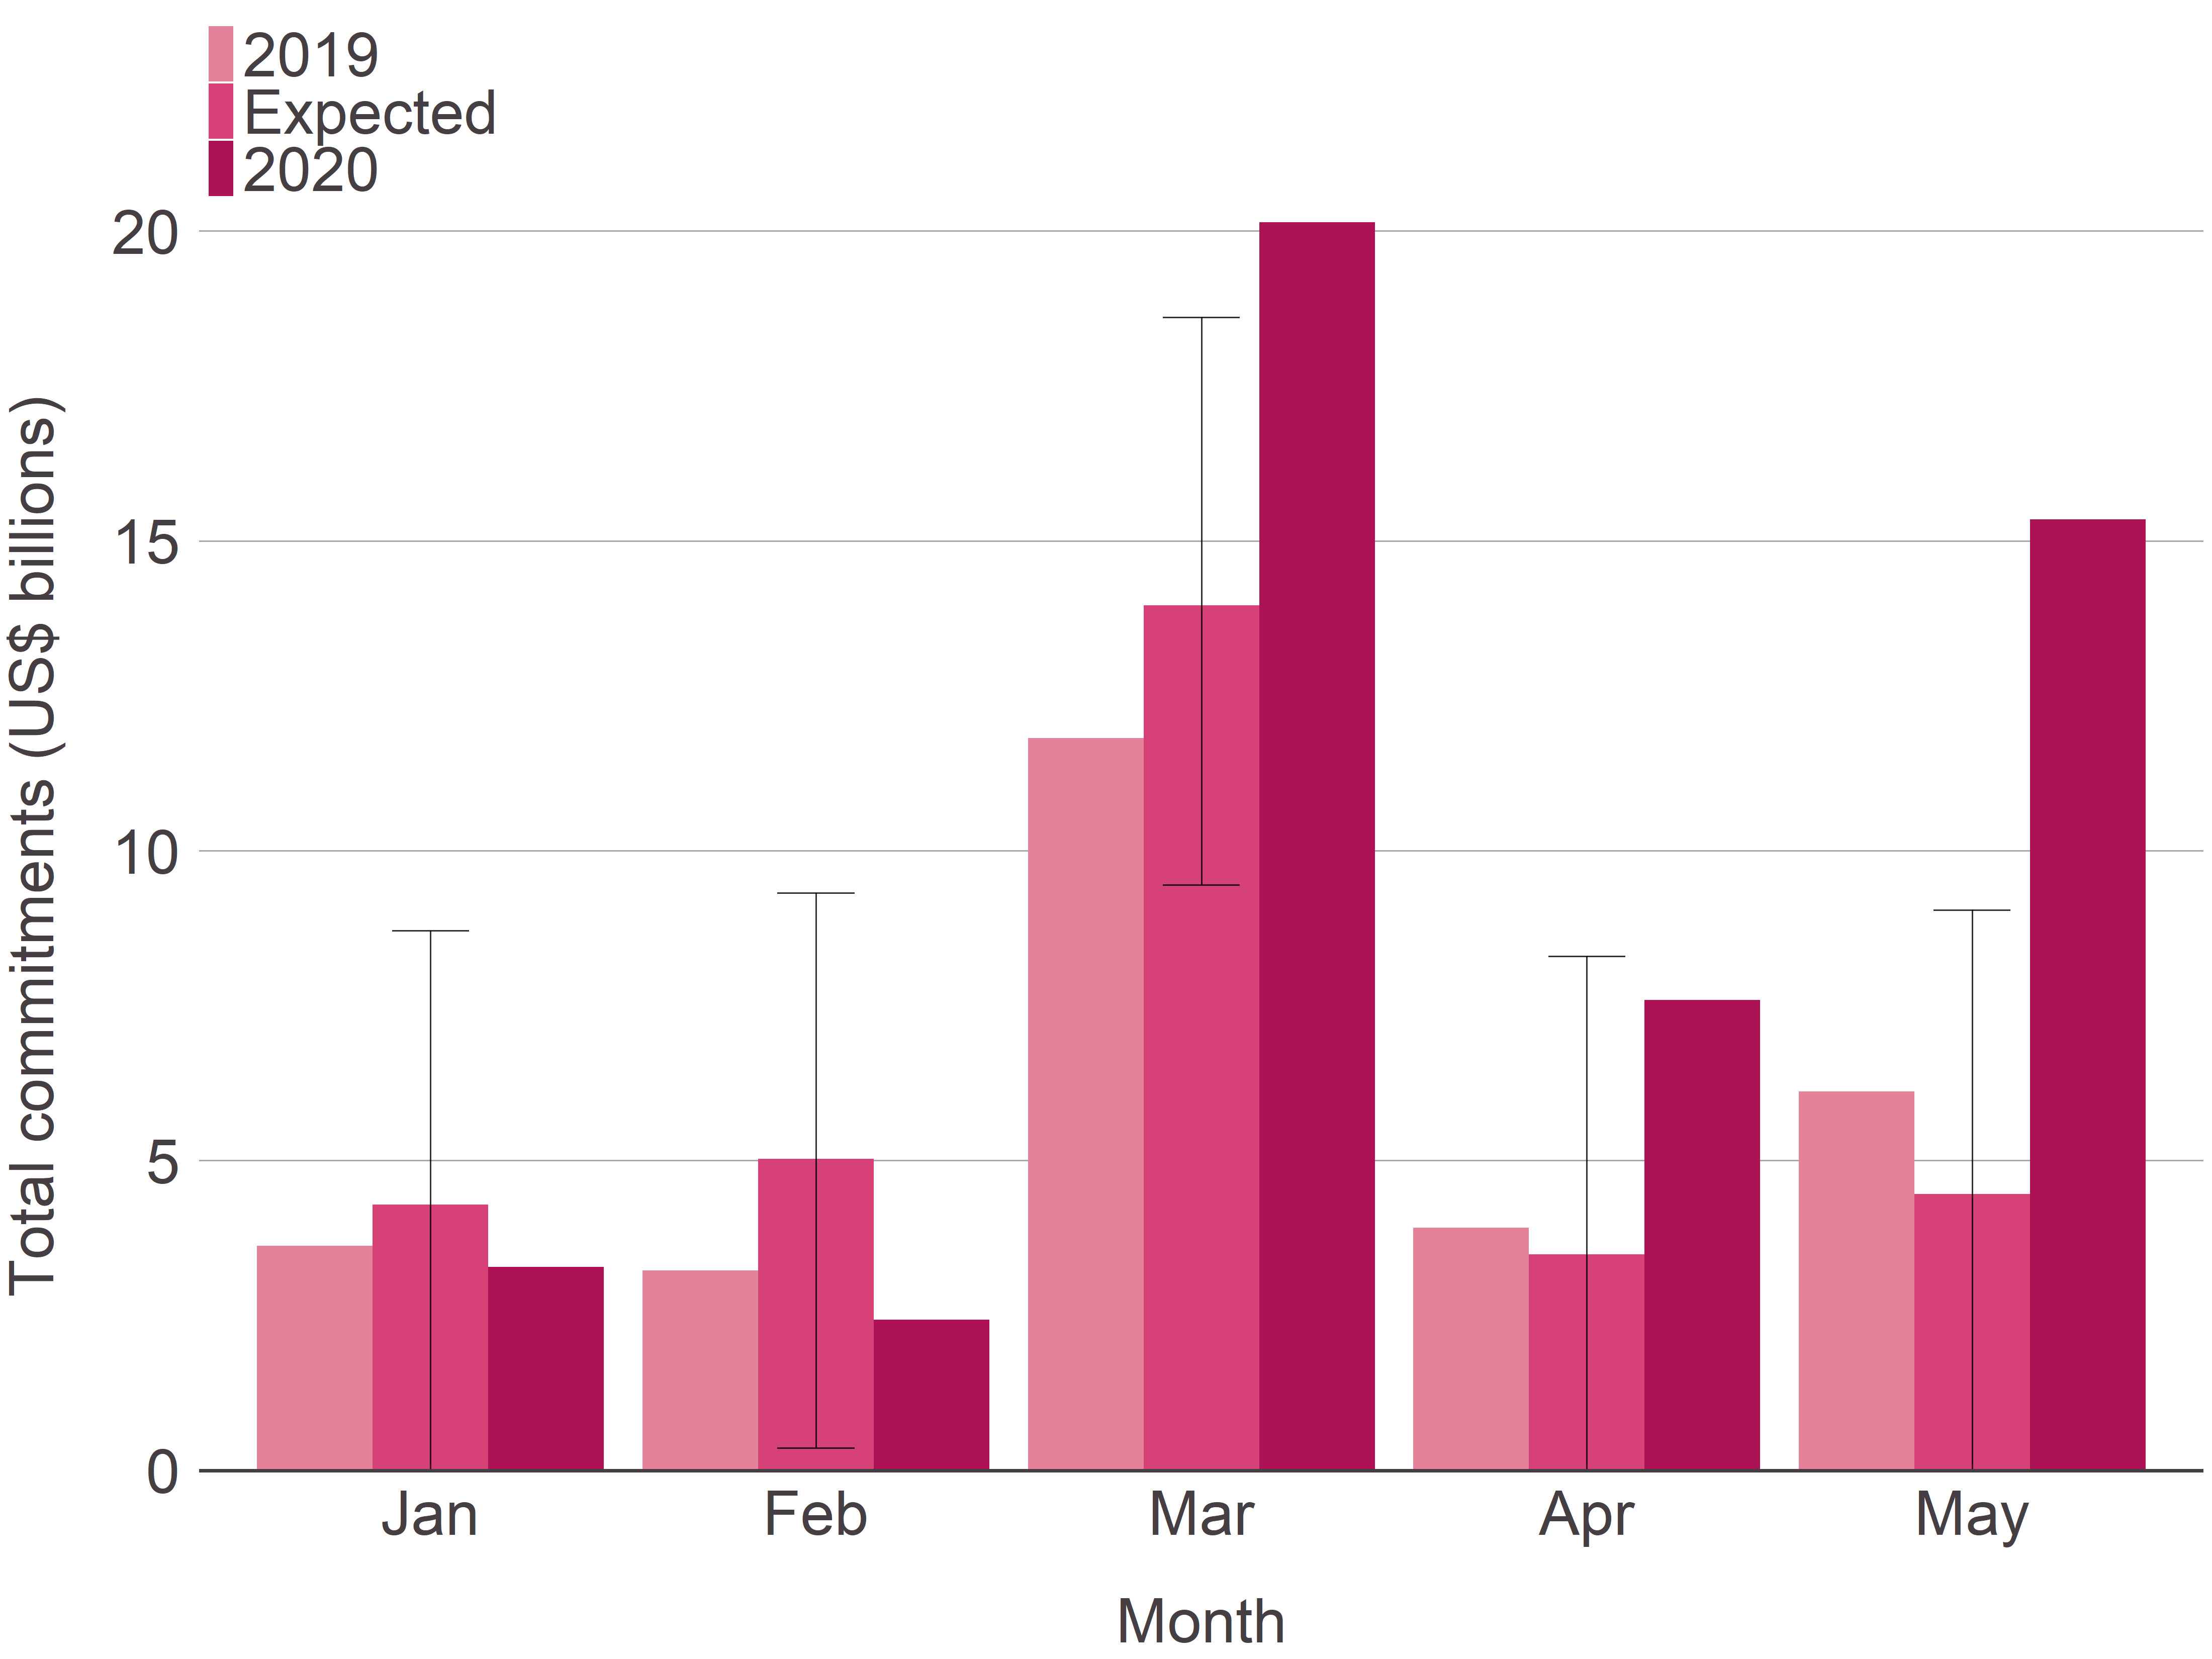 2019
Expected
2020
Total commitments (US$ billions)
20
15
10
5
0
Jan Feb Mar Apr May
Month